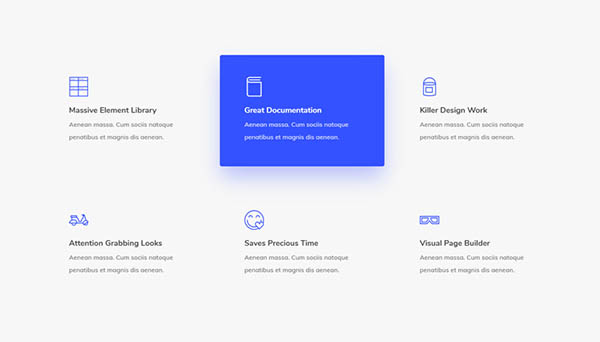 Massive Element Library
Aenean massa. Cum sociis natoque
penatibus et magnis dis aenean.
Great Documentation
Aenean massa. Cum sociis natoque
penatibus et magnis dis aenean.
Killer Design Work
Aenean massa. Cum sociis natoque
penatibus et magnis dis aenean.
Attention Grabbing Looks
Aenean massa. Cum sociis natoque
penatibus et magnis dis aenean.
Saves Precious Time
Aenean massa. Cum sociis natoque
penatibus et magnis dis aenean.
Visual Page Builder
Aenean massa. Cum sociis natoque
penatibus et magnis dis aenean.